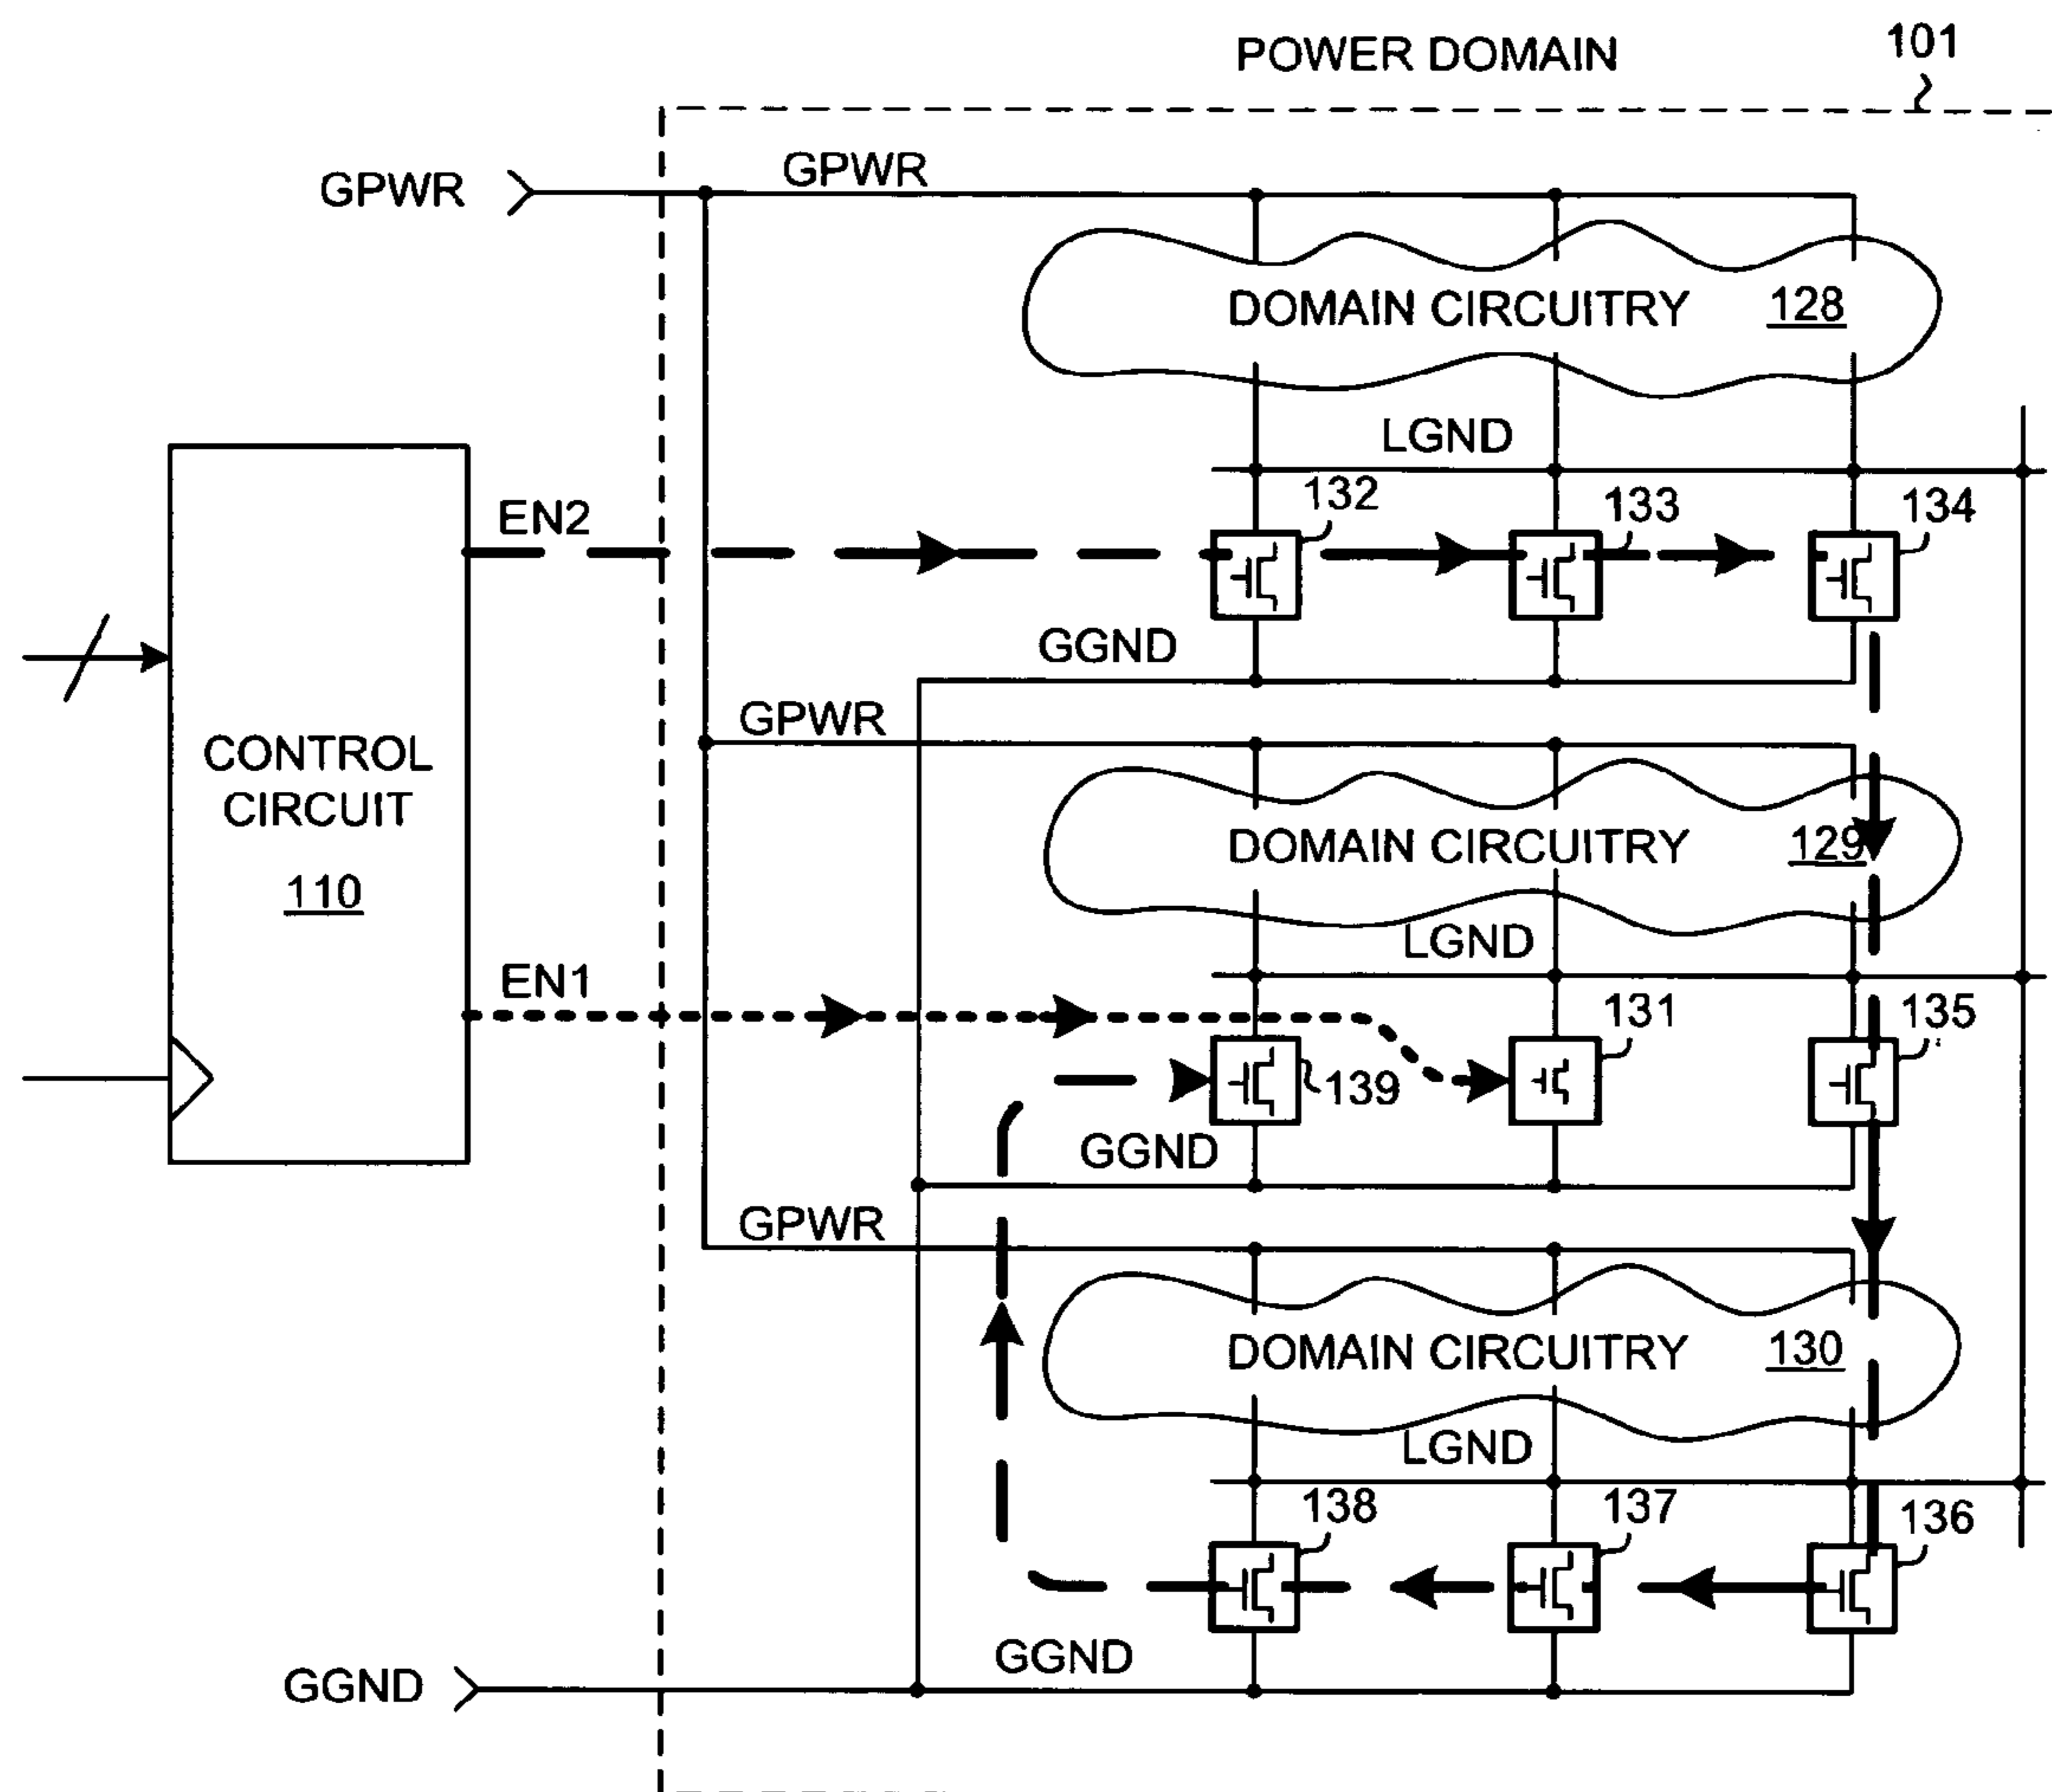 POWER DOMAIN
101
GPWR
GPWR
DOMAIN CIRCUITRY 128
LGND
EN2
132
133
134
GGND
GPWR
CONTROL
CIRCUIT
110
DOMAIN CIRCUITRY 129
LGND
EN1
131
135
139
GGND
GPWR
DOMAIN CIRCUITRY 130
LGND
138
137
136
GGND
GGND